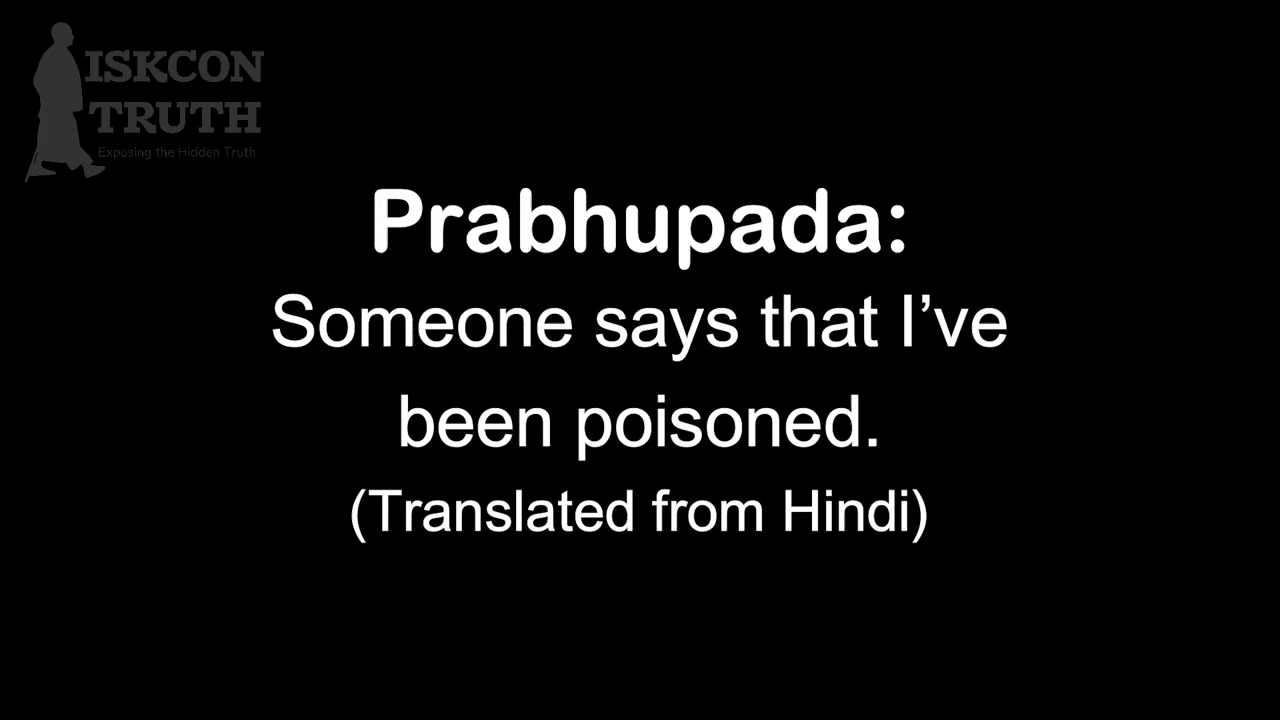 ISKCON
TRUTH
Exposing the Hidden Truth
Prabhupada:
Someone says that I’ve
been poisoned.
(Translated from Hindi)